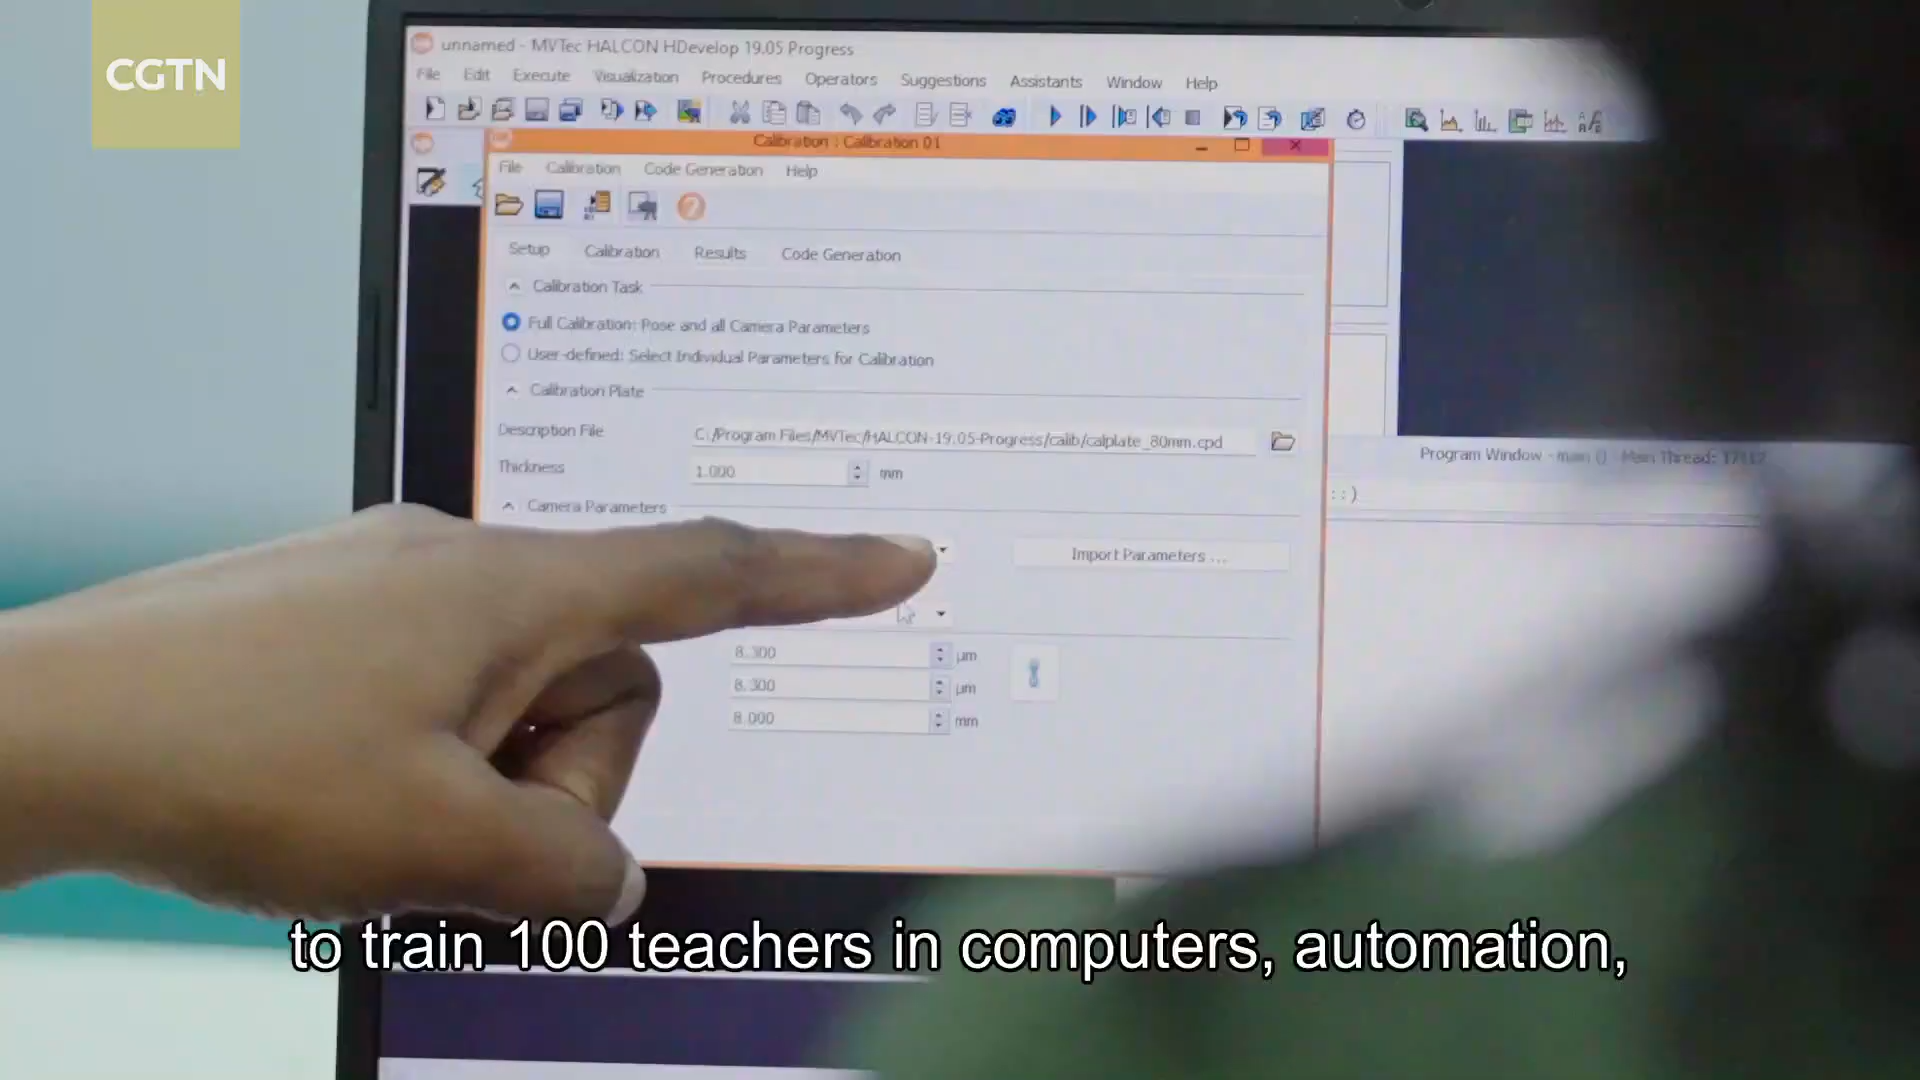 CGTN
unnamed - MVTec HALCON HDevelop 19.05 Progress
File Edit Execute Visualization Procedures Operators Suggestions Assistants Window Help
Calibration : Calibration 01
File Calibration Code Generation Help
Setup Calibration Results Code Generation
Calibration Task
Full Calibration: Pose and all Camera Parameters
User-defined: Select Individual Parameters for Calibration
Calibration Plate
Description File C:/Program Files/MVTec/HALCON-19.05-Progress/calib/calplate_80mm.cpd
Thickness 1.000 mm
Program Window - main () - Main Thread:
: : )
Camera Parameters
Import Parameters ...
8.300 µm
8.300 µm
8.000 mm
to train 100 teachers in computers, automation,